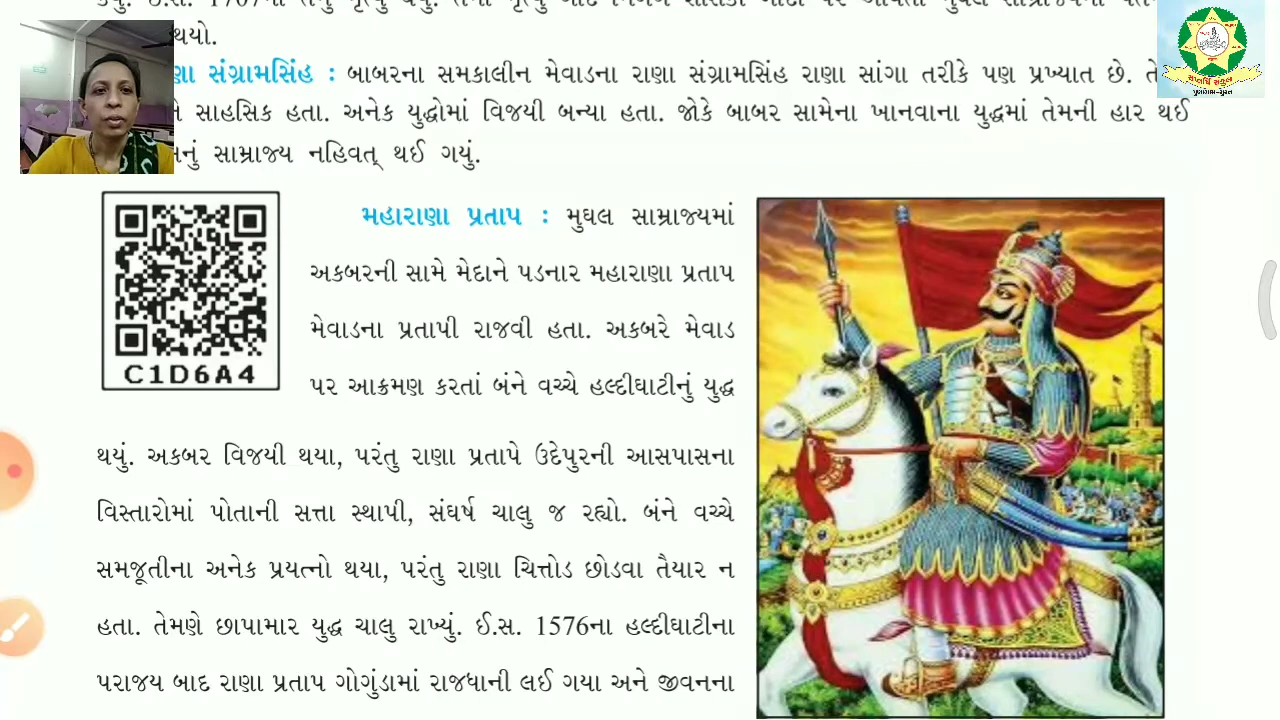 થયો.
સંગ્રામસિંહ : બાબરના સમકાલીન મેવાડના રાણા સંગ્રામસિંહ રાણા સાંગા તરીકે પણ પ્રખ્યાત છે.
સાહસિક હતા. અનેક યુદ્ધોમાં વિજયી બન્યા હતા. જોકે બાબર સામેના ખાનવાના યુદ્ધમાં તેમની હાર થઈ
સામ્રાજ્ય નહિવત્ થઈ ગયું.
મહારાણા પ્રતાપ : મુઘલ સામ્રાજ્યમાં
અકબરની સામે મેદાને પડનાર મહારાણા પ્રતાપ
મેવાડના પ્રતાપી રાજવી હતા. અકબરે મેવાડ
પર આક્રમણ કરતાં બંને વચ્ચે હલ્દીઘાટીનું યુદ્ધ
C1D6A4
થયું. અકબર વિજયી થયા, પરંતુ રાણા પ્રતાપે ઉદેપુરની આસપાસના
વિસ્તારોમાં પોતાની સત્તા સ્થાપી, સંઘર્ષ ચાલુ જ રહ્યો. બંને વચ્ચે
સમજૂતીના અનેક પ્રયત્નો થયા, પરંતુ રાણા ચિત્તોડ છોડવા તૈયાર ન
હતા. તેમણે છાપામાર યુદ્ધ ચાલુ રાખ્યું. ઈ.સ. 1576ના હલ્દીઘાટીના
પરાજય બાદ રાણા પ્રતાપ ગોગુંડામાં રાજધાની લઈ ગયા અને જીવનના